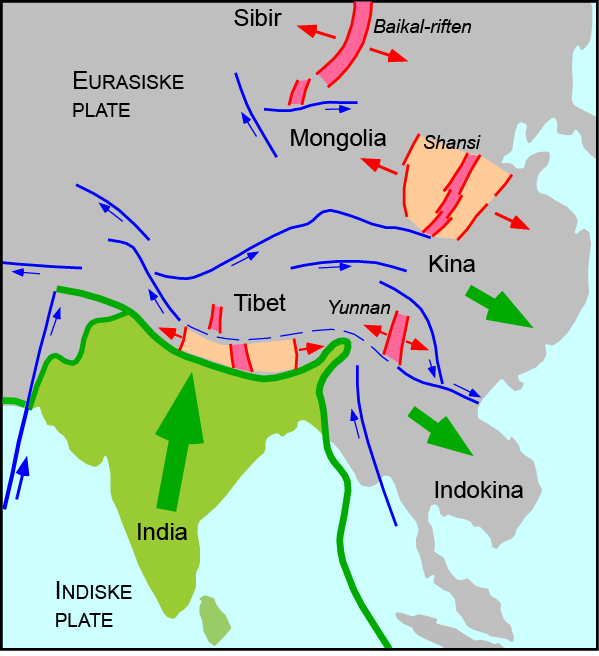 Sibir
Baikal-riften
EURASISKE
PLATE
Mongolia
Shansi
Kina
Tibet
Yunnan
Indokina
India
INDISKE
PLATE